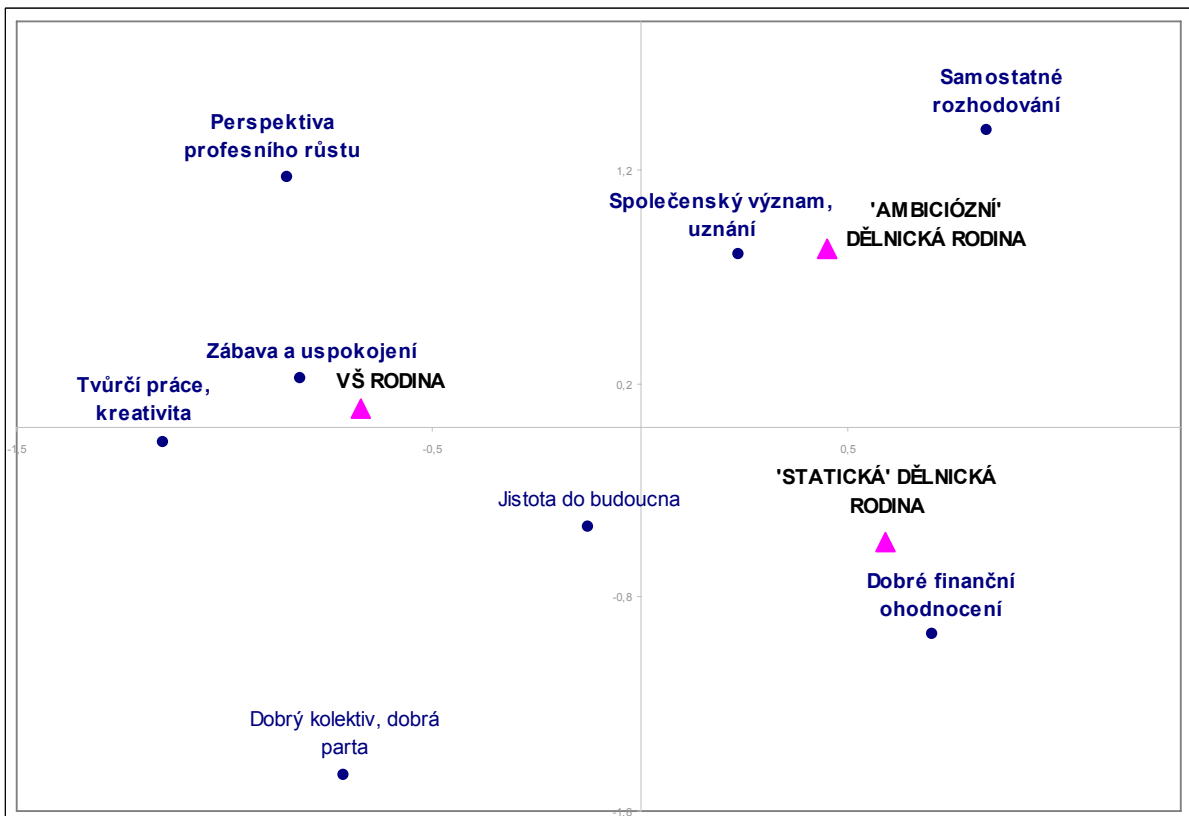 Samostatné
rozhodování
Perspektiva
profesního růstu
1,2
Společenský význam,
uznání
'AMBICIÓZNÍ'
DĚLNICKÁ RODINA
Zábava a uspokojení
VŠ RODINA
Tvůrčí práce,
kreativita
0,2
-1,5
-0,5
0,5
'STATICKÁ' DĚLNICKÁ
RODINA
Jistota do budoucna
Dobré finanční
ohodnocení
-0,8
Dobrý kolektiv, dobrá
parta
-1,8